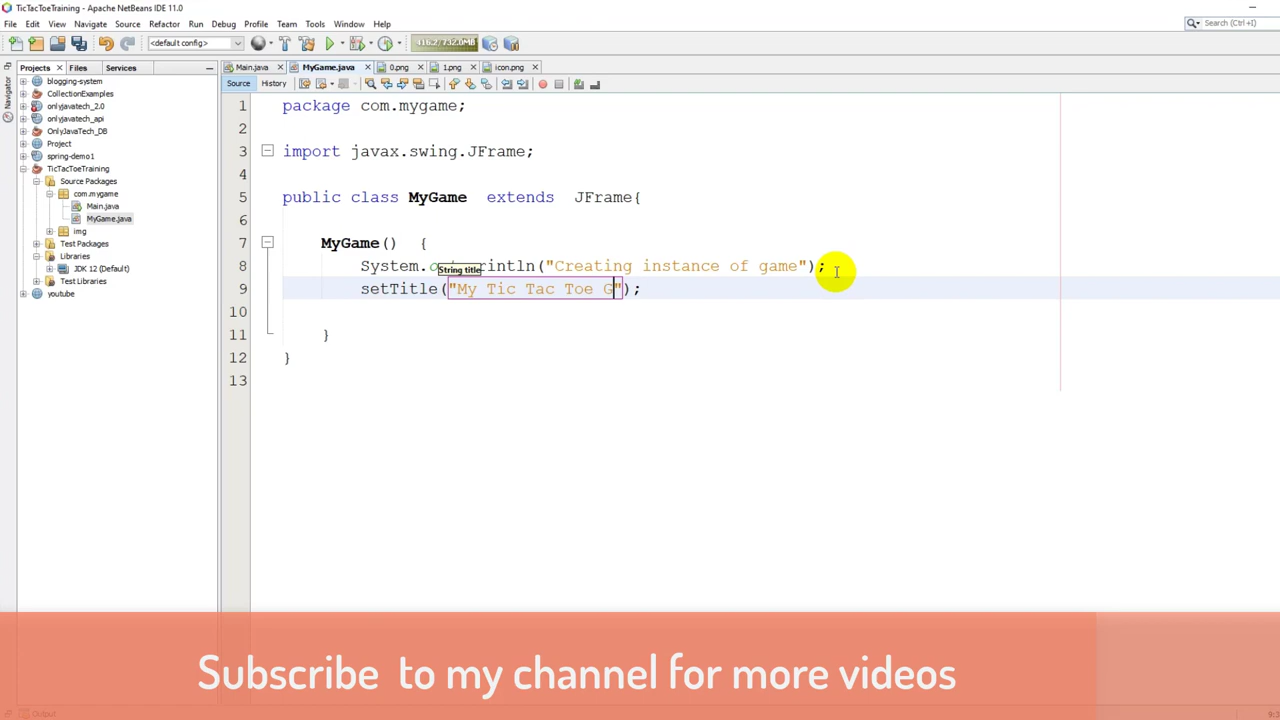 TicTacToeTraining - Apache NetBeans IDE 11.0
File Edit View Navigate Source Refactor Run Debug Profile Team Tools Window Help
<default config>
Search (Ctrl+I)
Projects Files Services
Main.java MyGame.java 0.png 1.png icon.png
Navigator
Source History
blogging-system
CollectionExamples
onlyjavatech_2.0
onlyjavatech_api
OnlyJavaTech_DB
Project
spring-demo1
TicTacToeTraining
Source Packages
com.mygame
Main.java
MyGame.java
img
Test Packages
Libraries
JDK 12 (Default)
Test Libraries
youtube
1 package com.mygame;
2
3 import javax.swing.JFrame;
4
5 public class MyGame extends JFrame{
6
7 MyGame() {
String title
8 System. println("Creating instance of game");
9 setTitle("My Tic Tac Toe G");
10
11 }
12 }
13
Subscribe to my channel for more videos
Output